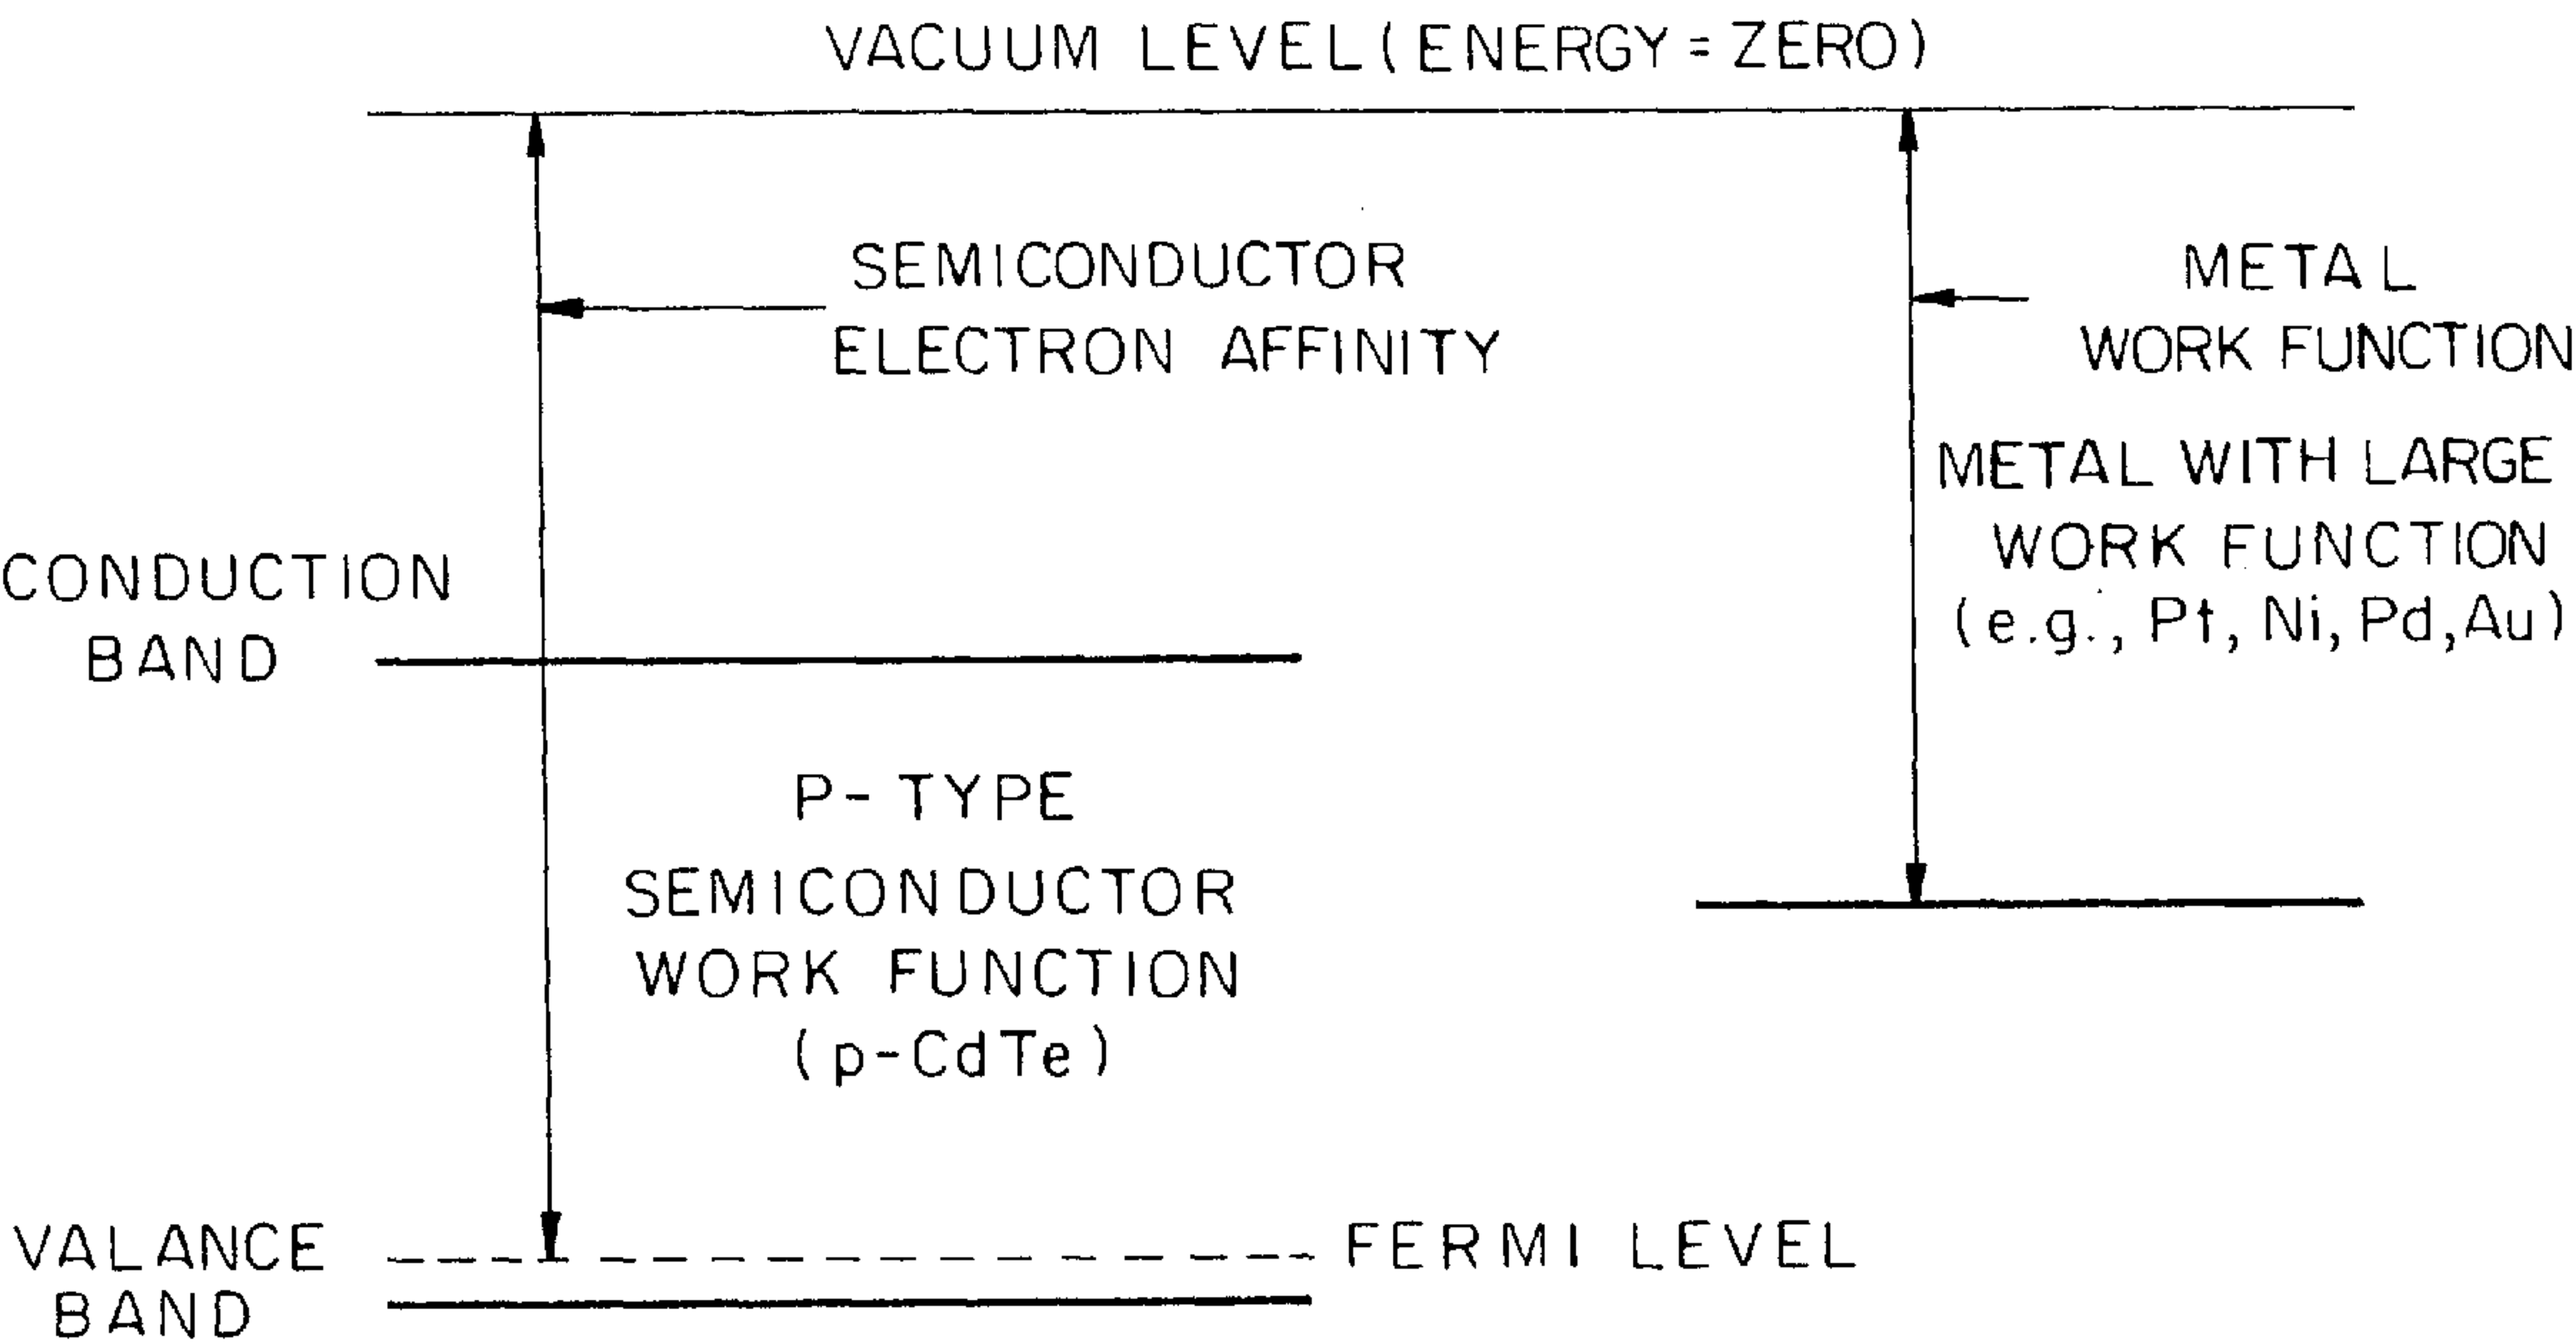 VACUUM LEVEL (ENERGY = ZERO)
SEMICONDUCTOR
ELECTRON AFFINITY
METAL
WORK FUNCTION
METAL WITH LARGE
WORK FUNCTION
(e.g., Pt, Ni, Pd, Au)
CONDUCTION
BAND
P-TYPE
SEMICONDUCTOR
WORK FUNCTION
(p-CdTe)
VALANCE
BAND
FERMI LEVEL